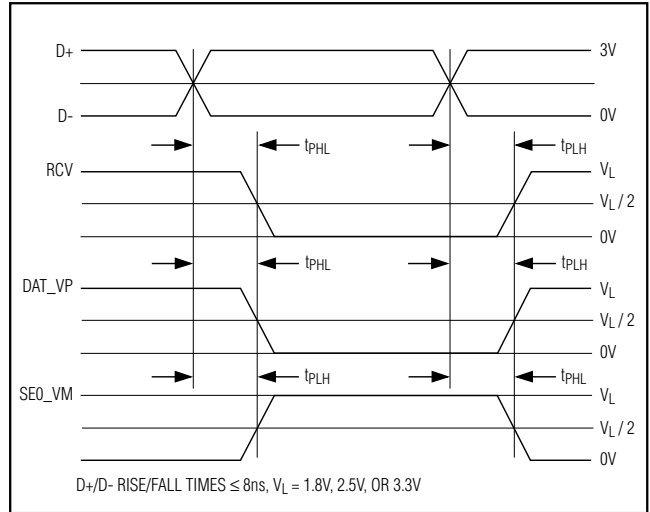 D+
3V
D-
0V
tPHL
tPLH
RCV
VL
VL / 2
0V
tPHL
tPLH
DAT_VP
VL
VL / 2
0V
tPLH
tPHL
SE0_VM
VL
VL / 2
0V
D+/D- RISE/FALL TIMES ≤ 8ns, VL = 1.8V, 2.5V, OR 3.3V